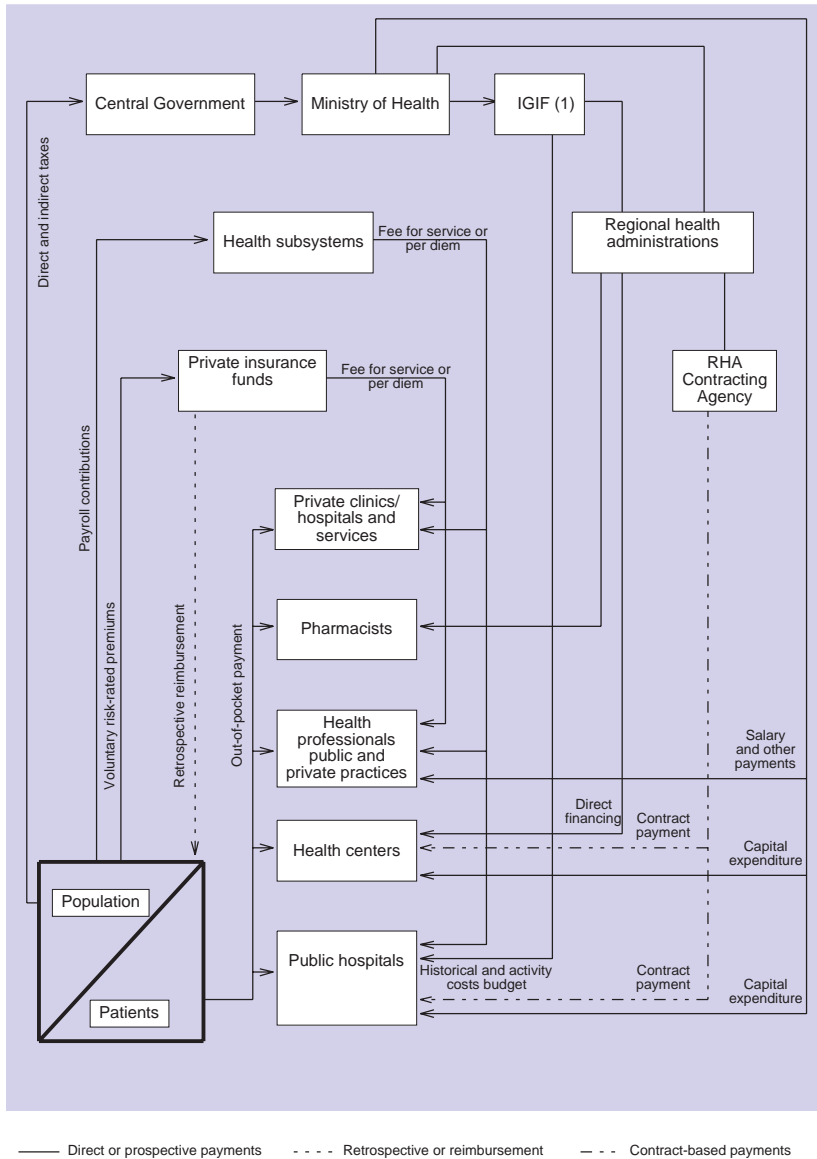 Central Government
Ministry of Health
IGIF (1)
Direct and indirect taxes
Health subsystems
Fee for service or
per diem
Regional health
administrations
Private insurance
funds
Fee for service or
per diem
RHA
Contracting
Agency
Payroll contributions
Voluntary risk-rated premiums
Retrospective reimbursement
Out-of-pocket payment
Private clinics/
hospitals and
services
Pharmacists
Health
professionals
public and
private practices
Salary
and other
payments
Direct
financing
Contract
payment
Health centers
Capital
expenditure
Population
Public hospitals
Historical and activity
costs budget
Contract
payment
Capital
expenditure
Patients
Direct or prospective payments
Retrospective or reimbursement
Contract-based payments